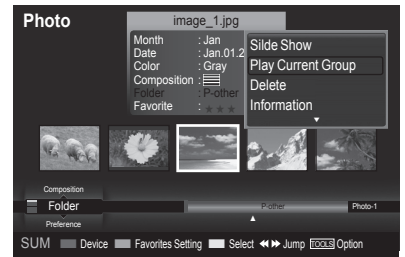 Photo
image_1.jpg
Month : Jan
Date : Jan.01.2
Color : Gray
Composition :
Folder : P-other
Favorite : ★ ★ ★
Silde Show
Play Current Group
Delete
Information
Composition
Folder
Preference
P-other
Photo-1
SUM Device Favorites Setting Select ◄◄ ►► Jump TOOLS Option